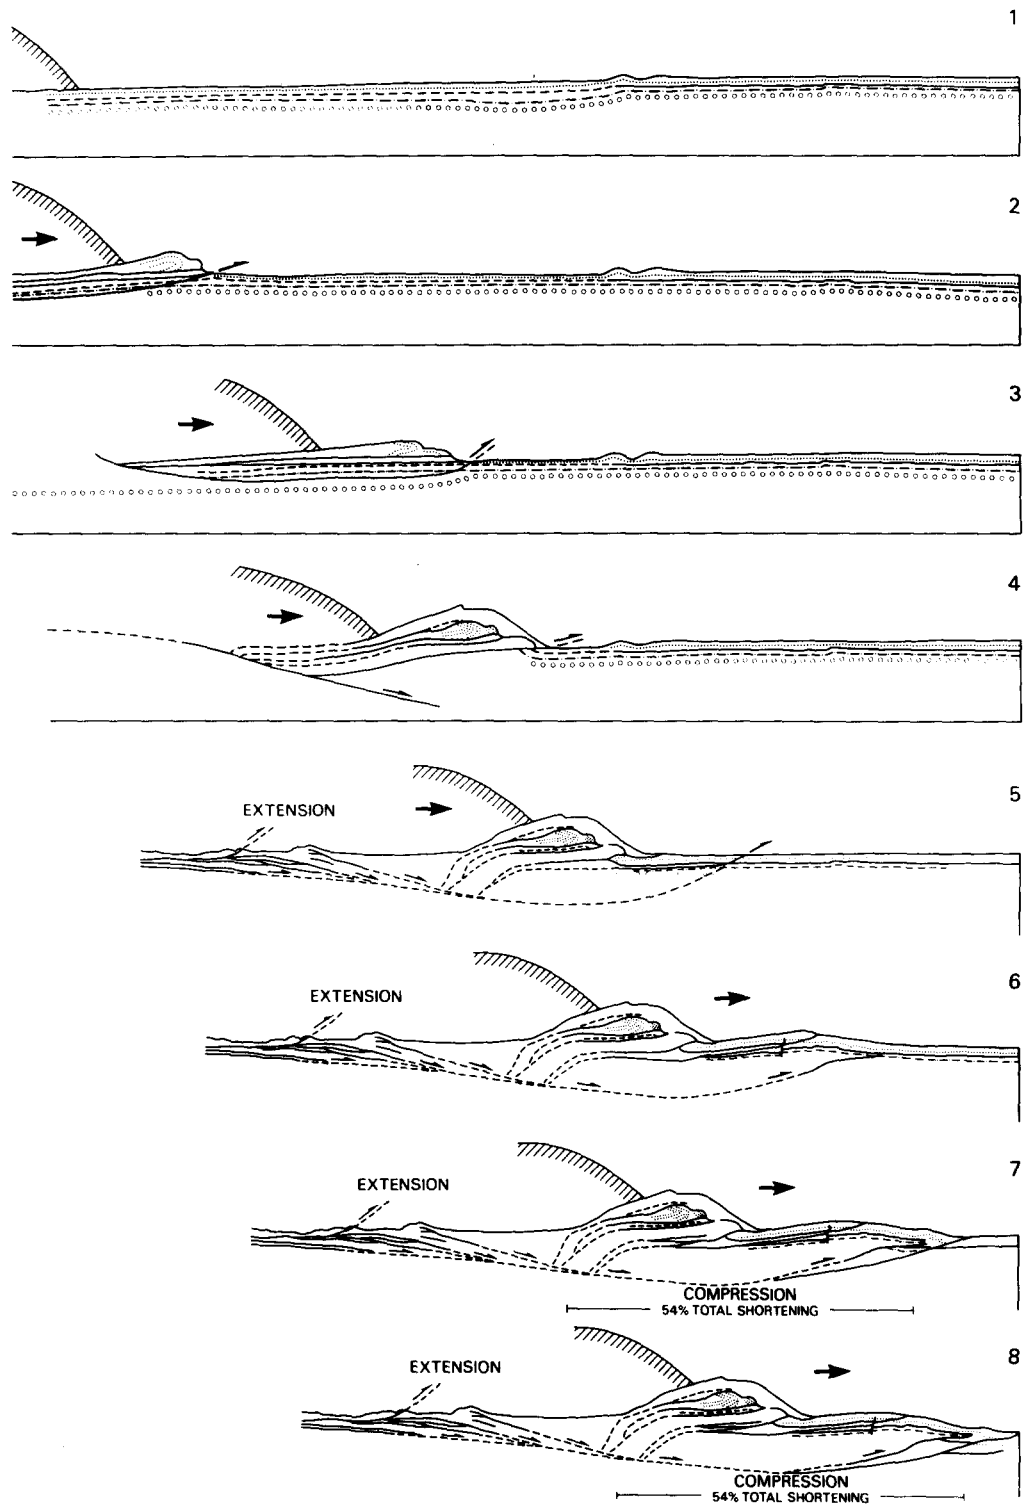 1
2
3
4
5
EXTENSION
6
EXTENSION
7
EXTENSION
COMPRESSION
54% TOTAL SHORTENING
8
EXTENSION
COMPRESSION
54% TOTAL SHORTENING